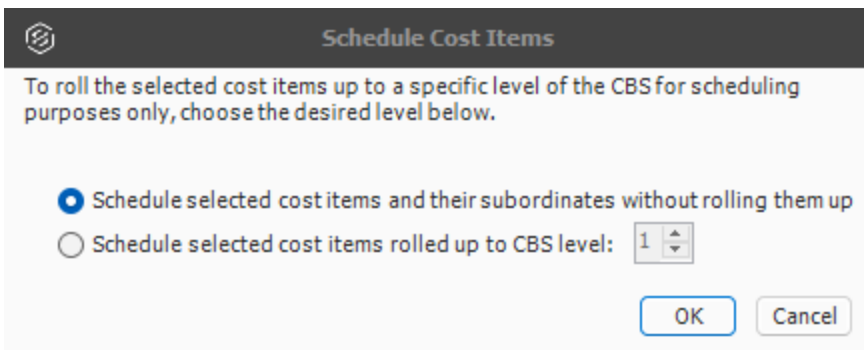 Schedule Cost Items
To roll the selected cost items up to a specific level of the CBS for scheduling
purposes only, choose the desired level below.
Schedule selected cost items and their subordinates without rolling them up
Schedule selected cost items rolled up to CBS level: 1
OK Cancel